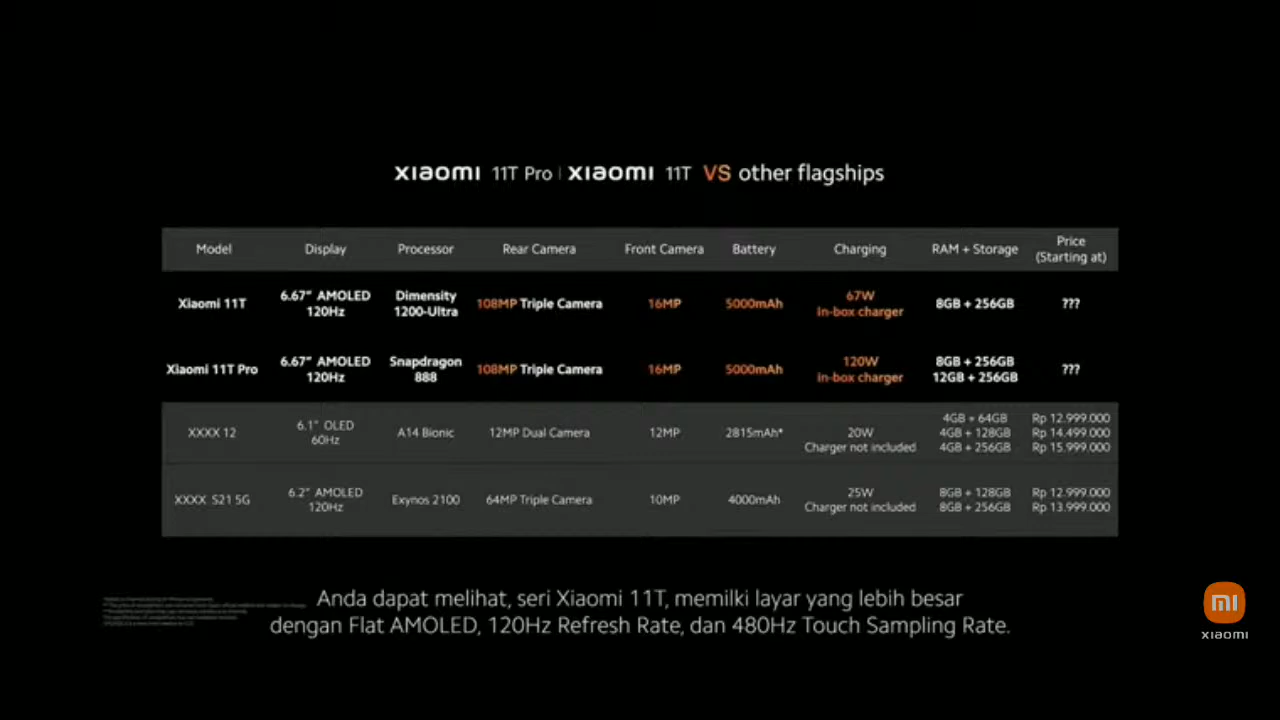 xiaomi 11T Pro | xiaomi 11T VS other flagships
Model Display Processor Rear Camera Front Camera Battery Charging RAM + Storage Price (Starting at)
Xiaomi 11T 6.67" AMOLED 120Hz Dimensity 1200-Ultra 108MP Triple Camera 16MP 5000mAh 67W In-box charger 8GB + 256GB ???
Xiaomi 11T Pro 6.67" AMOLED 120Hz Snapdragon 888 108MP Triple Camera 16MP 5000mAh 120W In-box charger 8GB + 256GB 12GB + 256GB ???
XXXX 12 6.1" OLED 60Hz A14 Bionic 12MP Dual Camera 12MP 2815mAh* 20W Charger not included 4GB + 64GB 4GB + 128GB 4GB + 256GB Rp 12.999.000 Rp 14.499.000 Rp 15.999.000
XXXX S21 5G 6.2" AMOLED 120Hz Exynos 2100 64MP Triple Camera 10MP 4000mAh 25W Charger not included 8GB + 128GB 8GB + 256GB Rp 12.999.000 Rp 13.999.000
Anda dapat melihat, seri Xiaomi 11T, memilki layar yang lebih besar
dengan Flat AMOLED, 120Hz Refresh Rate, dan 480Hz Touch Sampling Rate.
mi
xiaomi